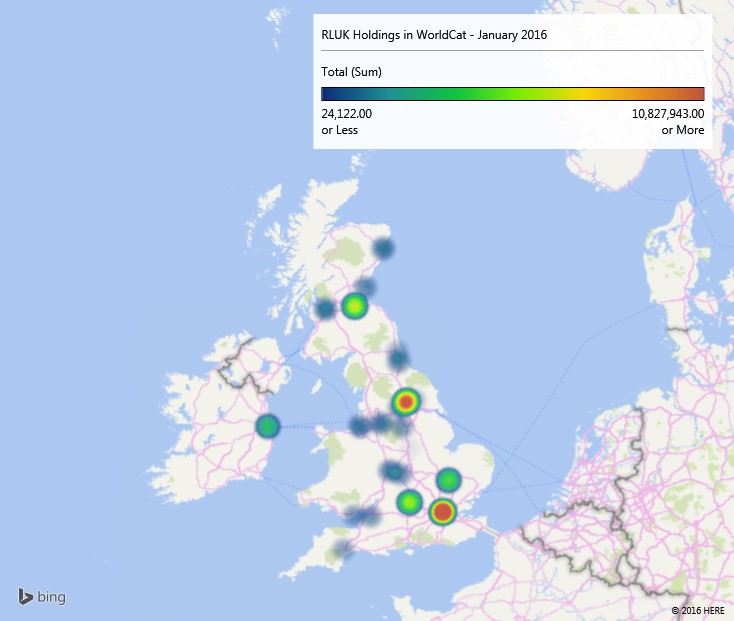 RLUK Holdings in WorldCat - January 2016
Total (Sum)
24,122.00 10,827,943.00
or Less or More
bing
© 2016 HERE